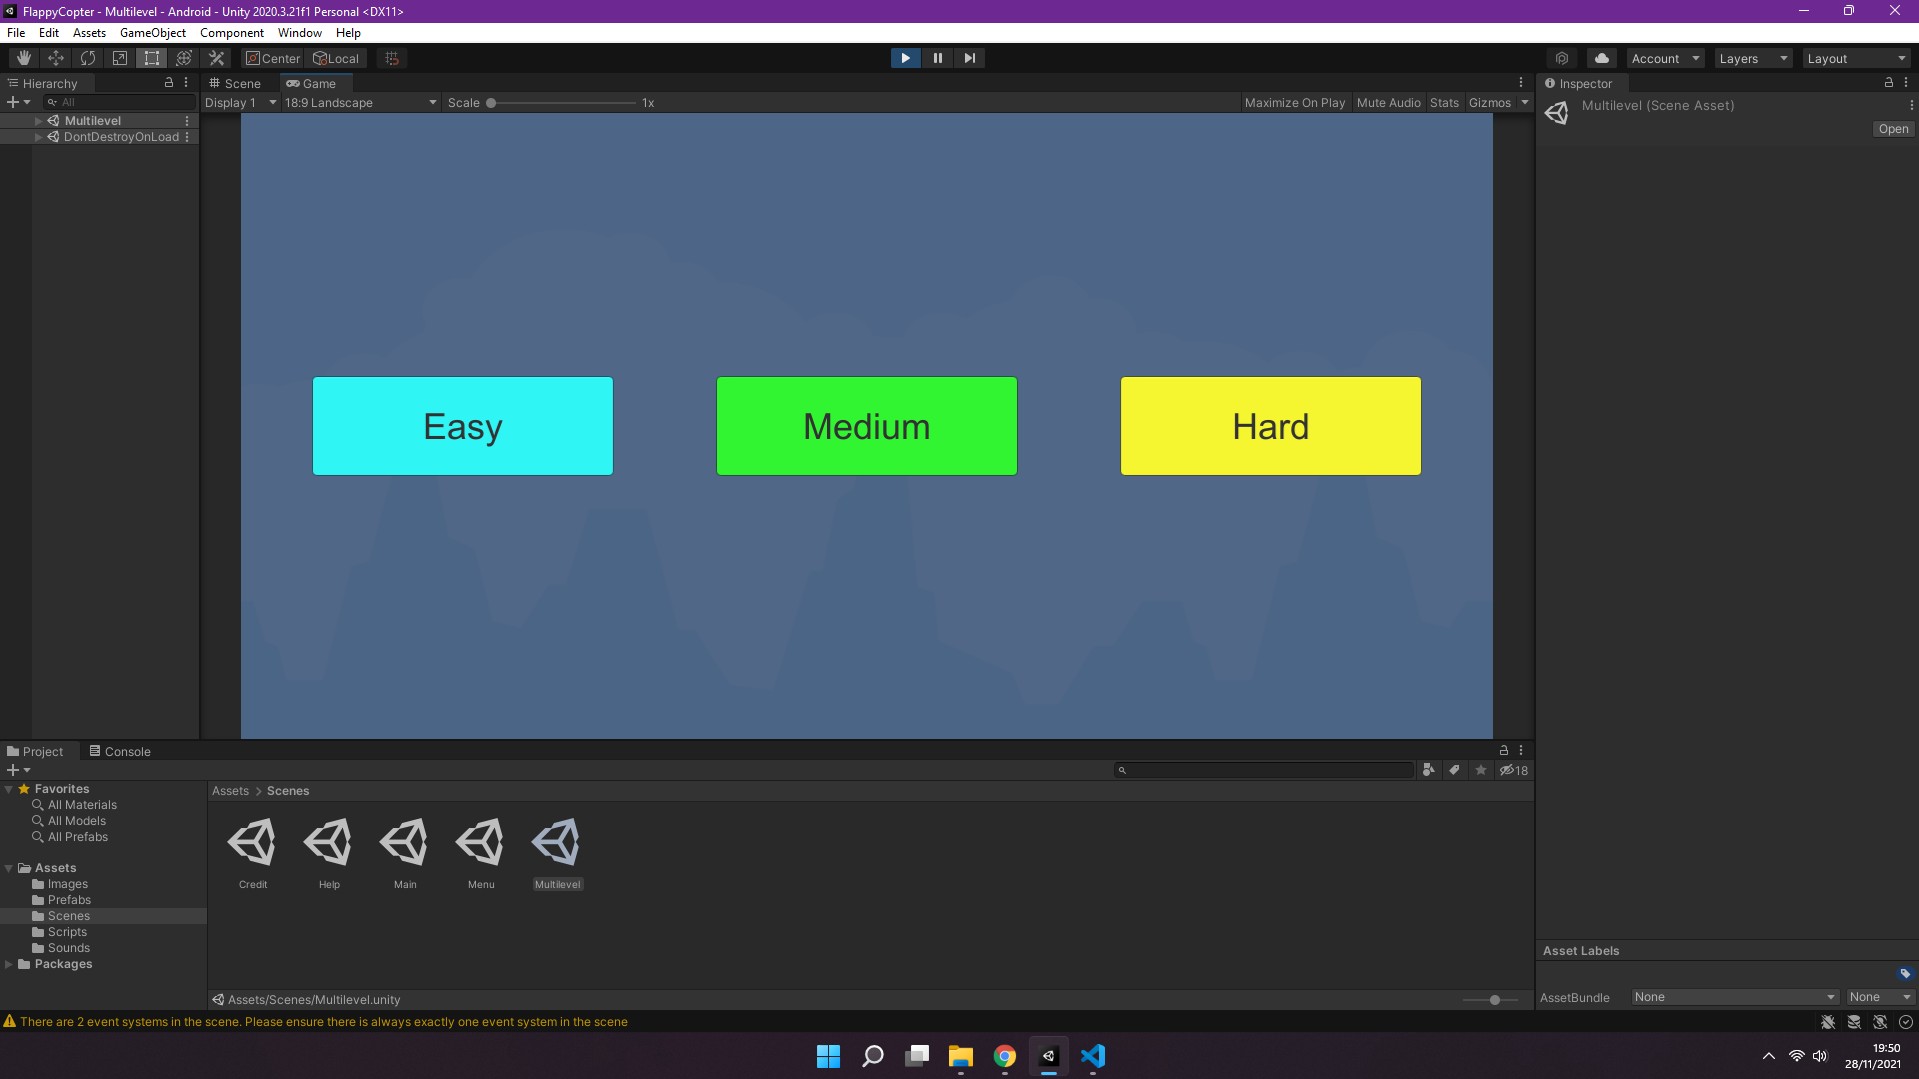 FlappyCopter - Multilevel - Android - Unity 2020.3.21f1 Personal <DX11>
File Edit Assets GameObject Component Window Help
Center Local Account Layers Layout
Hierarchy Scene Game Inspector
All Display 1 18:9 Landscape Scale 1x Maximize On Play Mute Audio Stats Gizmos Multilevel (Scene Asset)
Multilevel
Open
DontDestroyOnLoad
Easy Medium Hard
Project Console
18
Favorites Assets Scenes
All Materials
All Models
All Prefabs
Assets
Images
Prefabs
Scenes
Scripts
Sounds
Packages
Credit Help Main Menu Multilevel
Asset Labels
Assets/Scenes/Multilevel.unity
AssetBundle None None
There are 2 event systems in the scene. Please ensure there is always exactly one event system in the scene
19:50
28/11/2021